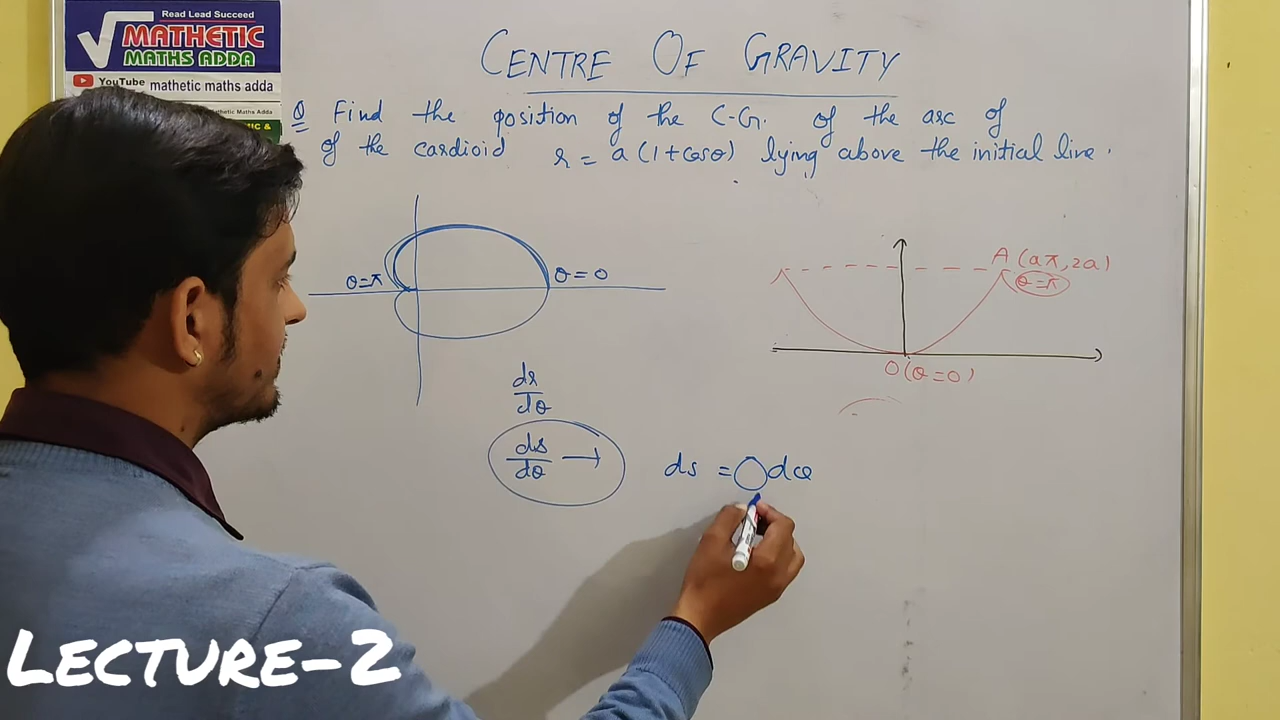 Read Lead Succeed
MATHETIC
MATHS ADDA
YouTube mathetic maths adda
CENTRE OF GRAVITY
Q Find the position of the C.G. of the arc of
of the cardioid r = a (1 + cosθ) lying above the initial line.
θ=π
θ = 0
A (aπ, 2a)
θ=π
O (θ = 0)
dr
dθ
ds
dθ
ds = dθ
LECTURE-2